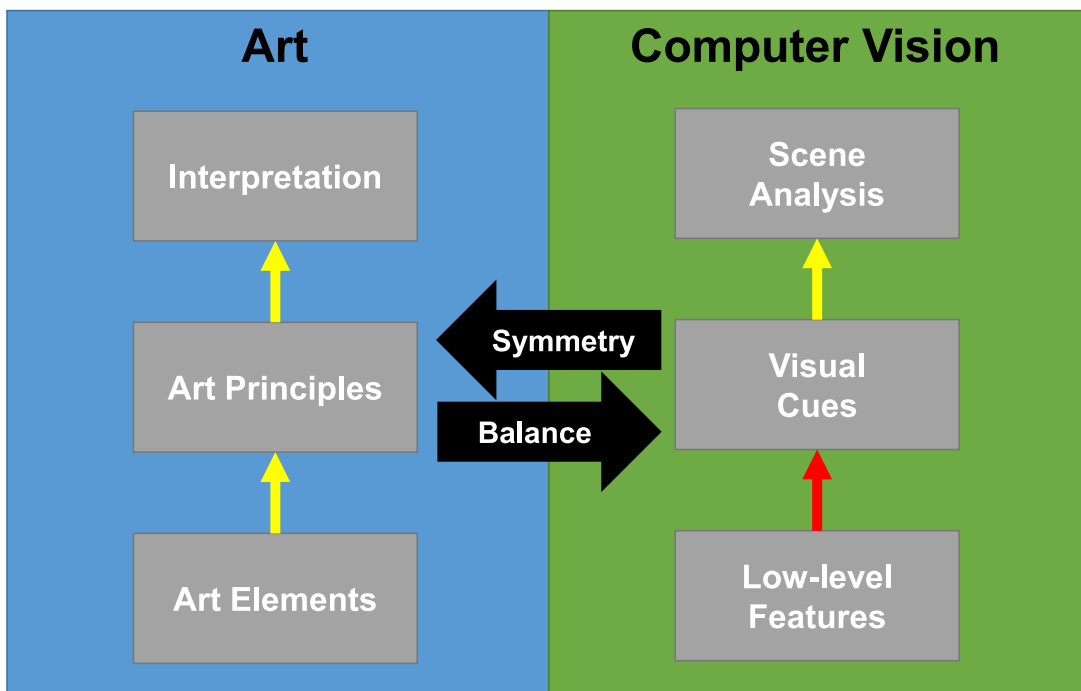 Art
Interpretation
Art Principles
Art Elements
Symmetry
Balance
Computer Vision
Scene
Analysis
Visual
Cues
Low-level
Features